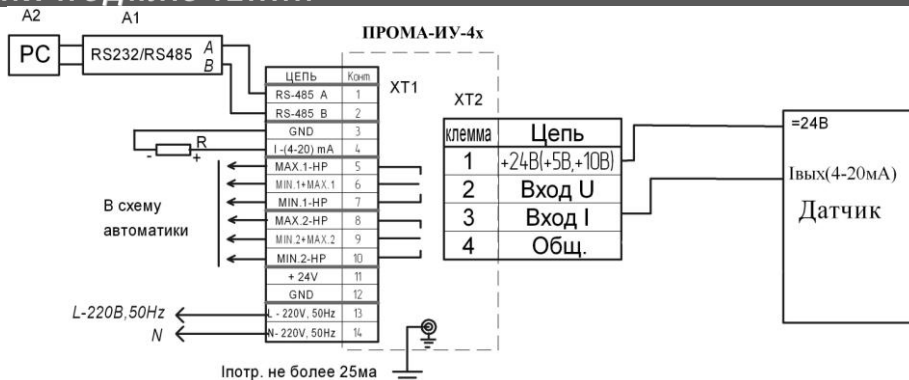 A2
A1
PC
RS232/RS485
A
B
ПРОМА-ИУ-4х
XT1
ЦЕПЬ Конт
RS-485 A 1
RS-485 B 2
GND 3
I -(4-20) mA 4
MAX.1-HP 5
MIN.1+MAX.1 6
MIN.1-HP 7
MAX.2-HP 8
MIN.2+MAX.2 9
MIN.2-HP 10
+ 24V 11
GND 12
L - 220V, 50Hz 13
N- 220V, 50Hz 14
R
- +
В схему
автоматики
L-220В,50Hz
N
Iпотр. не более 25ма
XT2
клемма Цепь
1 +24В(+5В,+10В)
2 Вход U
3 Вход I
4 Общ.
=24В
Iвых(4-20мА)
Датчик